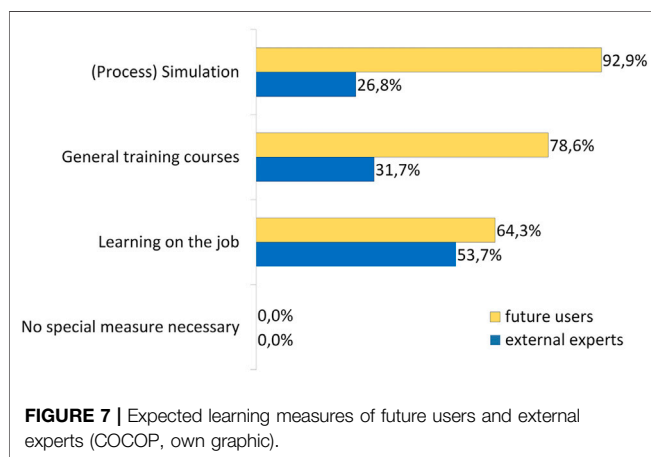 (Process) Simulation
92,9%
26,8%
General training courses
78,6%
31,7%
Learning on the job
64,3%
53,7%
No special measure necessary
0,0%
0,0%
future users
external experts
FIGURE 7 | Expected learning measures of future users and external
experts (COCOP, own graphic).